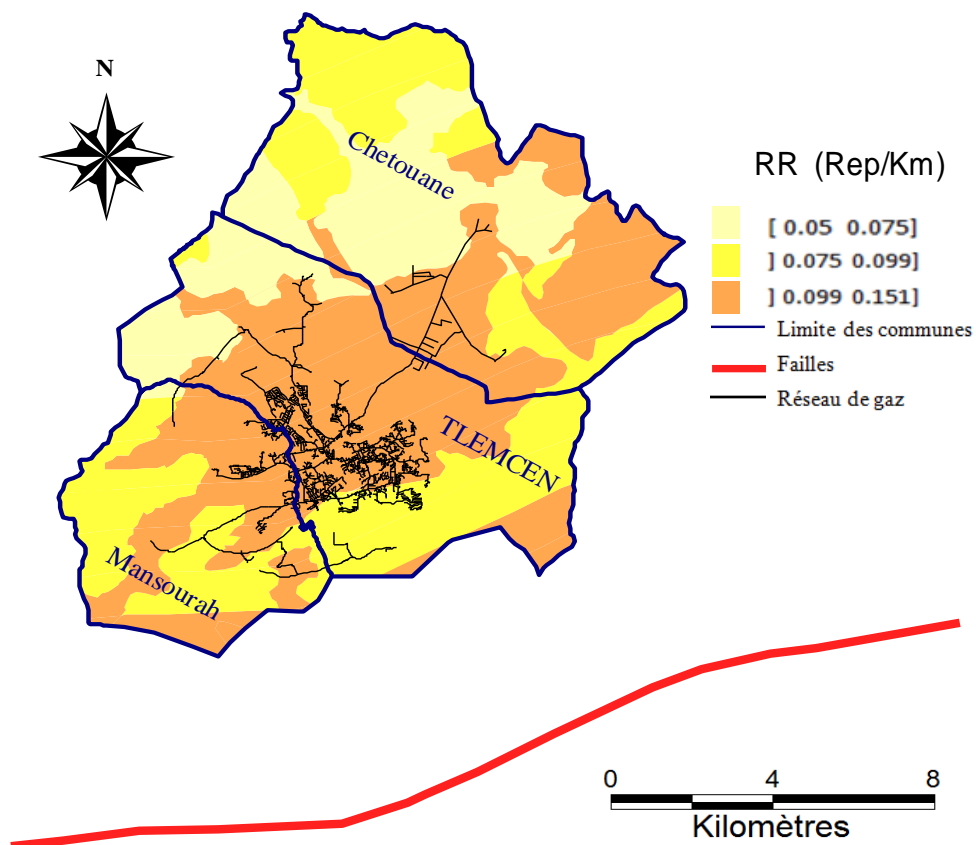 N
Chetouane
TLEMCEN
Mansourah
RR (Rep/Km)
[ 0.05 0.075]
] 0.075 0.099]
] 0.099 0.151]
Limite des communes
Failles
Réseau de gaz
0 4 8
Kilomètres